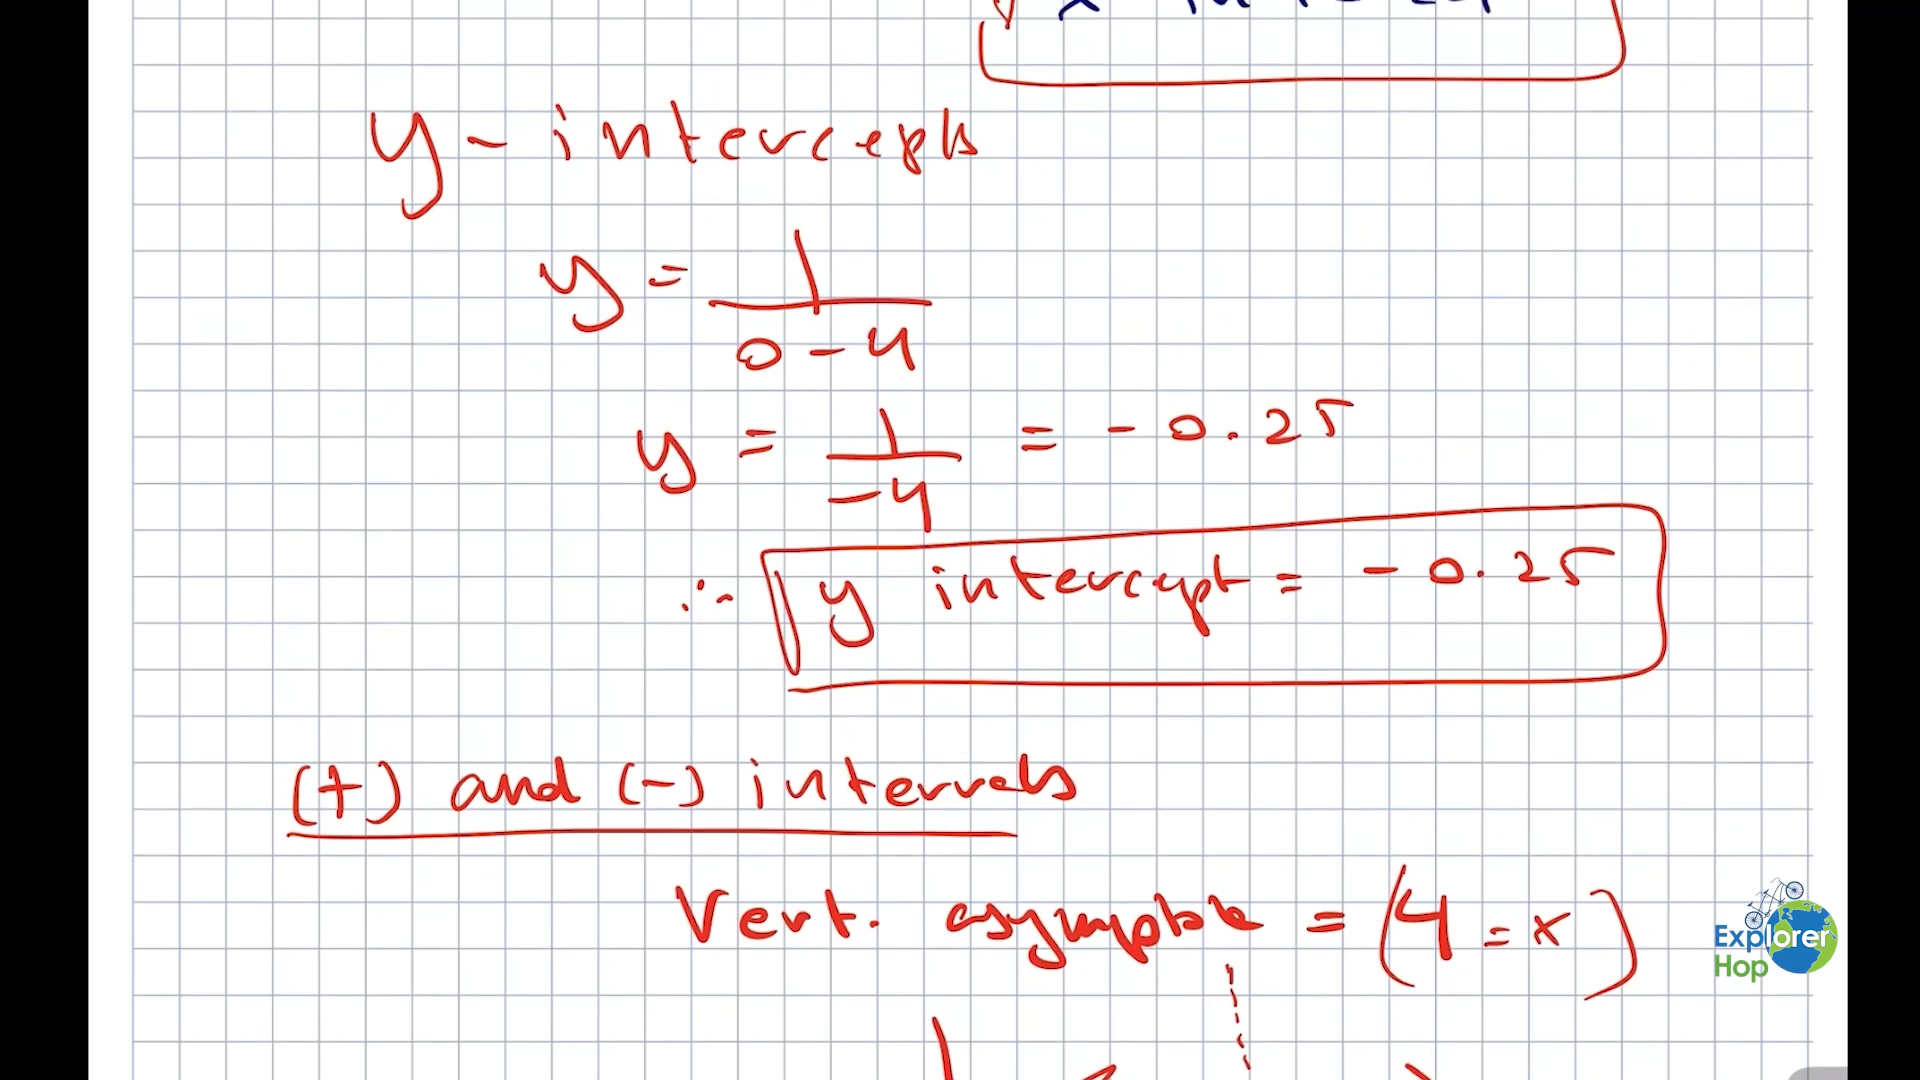 y - intercepts
y = 1/(0 - 4)
y = 1/-4 = - 0.25
∴ y intercept = - 0.25
(+) and (-) intervals
Vert. asymptote = (4 = x)
Explorer
Hop